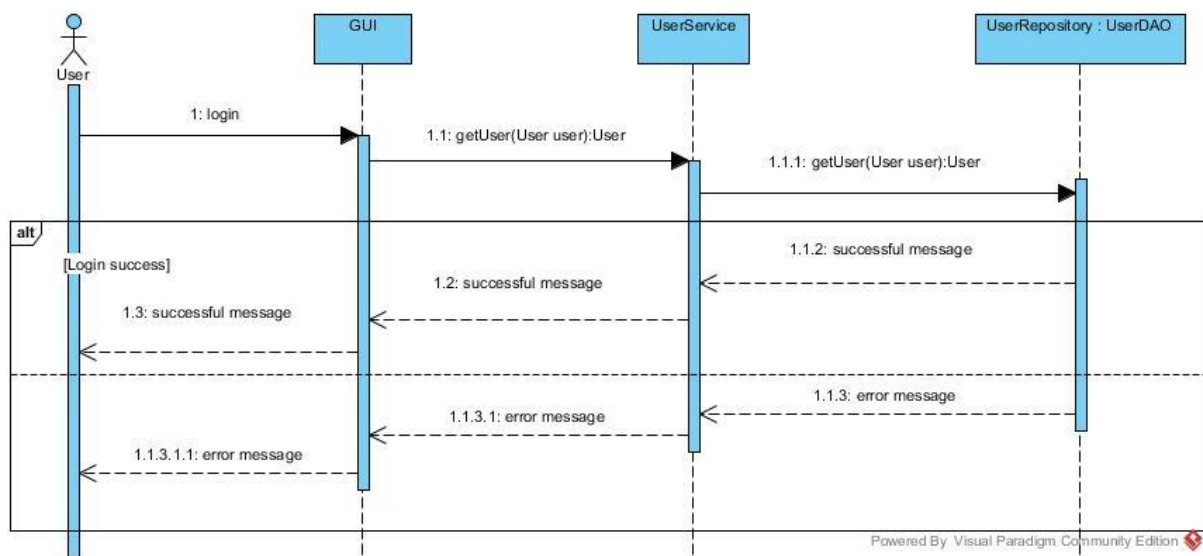 GUI
UserService
UserRepository : UserDAO
User
1: login
1.1: getUser(User user):User
1.1.1: getUser(User user):User
alt
[Login success]
1.1.2: successful message
1.2: successful message
1.3: successful message
1.1.3: error message
1.1.3.1: error message
1.1.3.1.1: error message
Powered By Visual Paradigm Community Edition